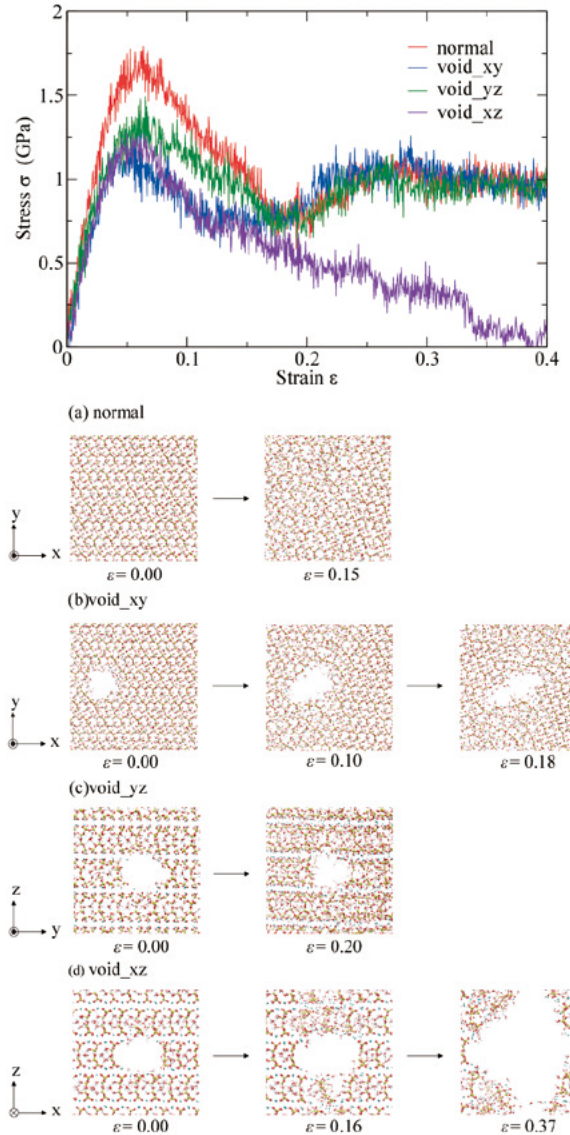 2
1.5
1
0.5
0
Stress σ (GPa)
normal
void_xy
void_yz
void_xz
0 0.1 0.2 0.3 0.4
Strain ε
(a) normal
y
x
ε= 0.00 ε= 0.15
(b)void_xy
y
x
ε= 0.00 ε= 0.10 ε= 0.18
(c) void_yz
z
y
ε= 0.00 ε= 0.20
(d) void_xz
z
x
ε= 0.00 ε= 0.16 ε= 0.37